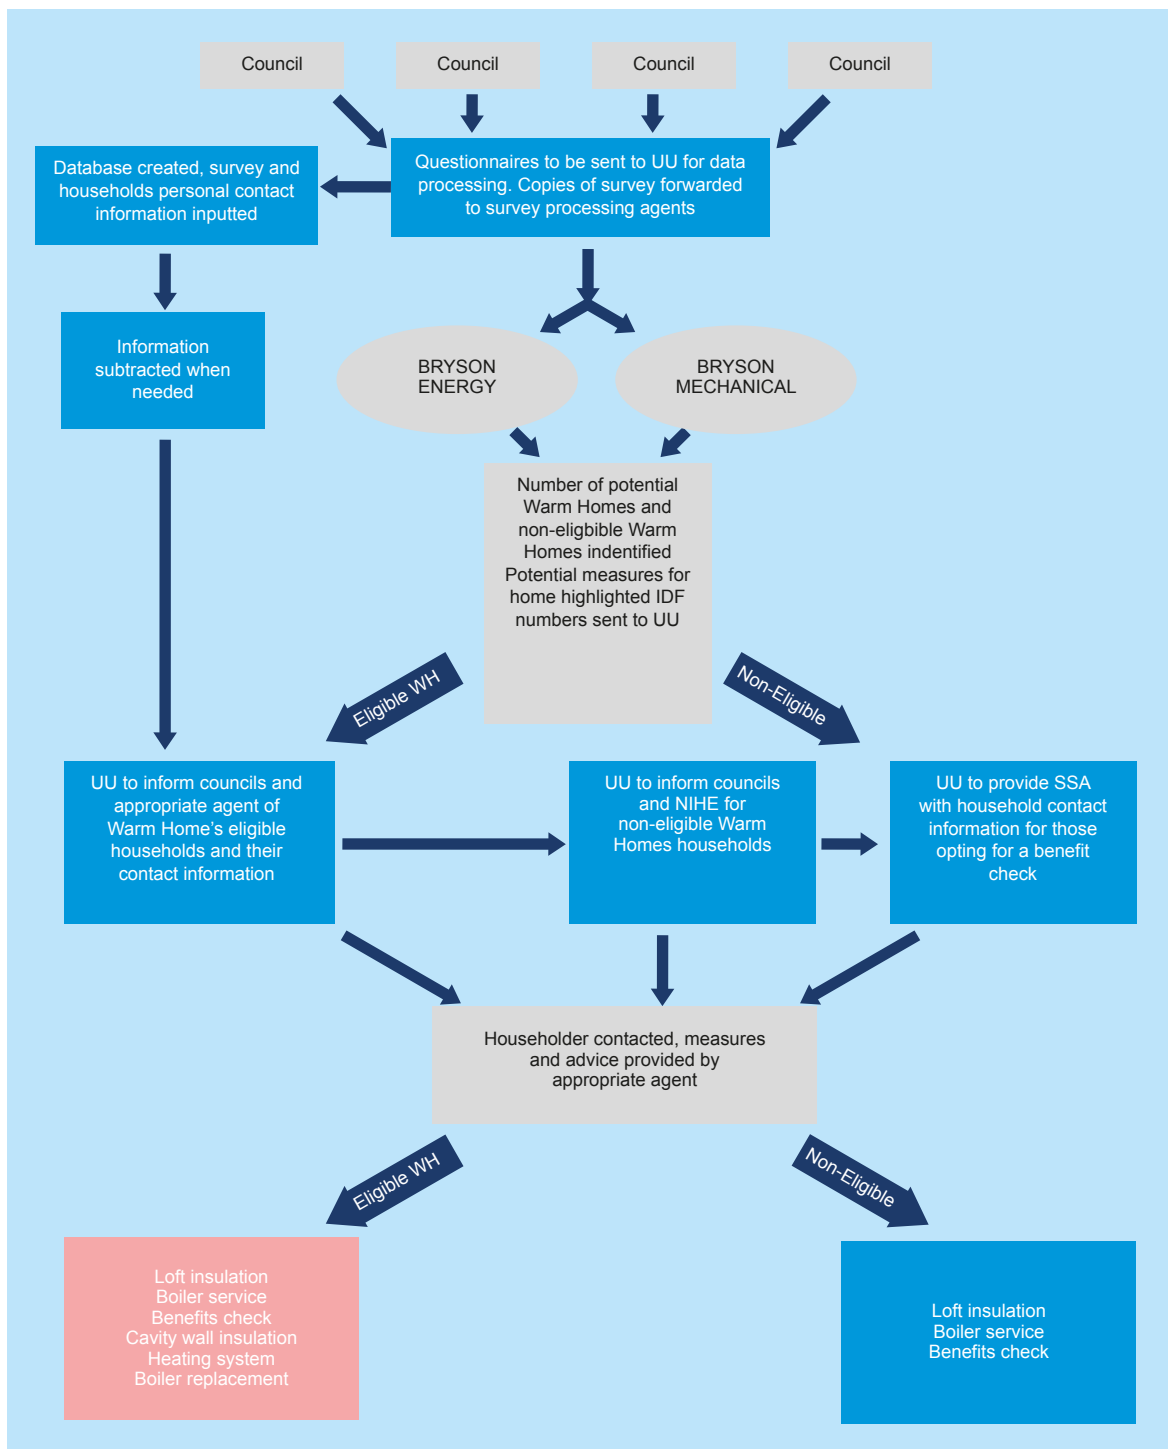 Council
Council
Council
Council
Database created, survey and
households personal contact
information inputted
Questionnaires to be sent to UU for data
processing. Copies of survey forwarded
to survey processing agents
Information
subtracted when
needed
BRYSON
ENERGY
BRYSON
MECHANICAL
Number of potential
Warm Homes and
non-eligbible Warm
Homes indentified
Potential measures for
home highlighted IDF
numbers sent to UU
Eligible WH
Non-Eligible
UU to inform councils and
appropriate agent of
Warm Home’s eligible
households and their
contact information
UU to inform councils
and NIHE for
non-eligible Warm
Homes households
UU to provide SSA
with household contact
information for those
opting for a benefit
check
Householder contacted, measures
and advice provided by
appropriate agent
Eligible WH
Non-Eligible
Loft insulation
Boiler service
Benefits check
Cavity wall insulation
Heating system
Boiler replacement
Loft insulation
Boiler service
Benefits check